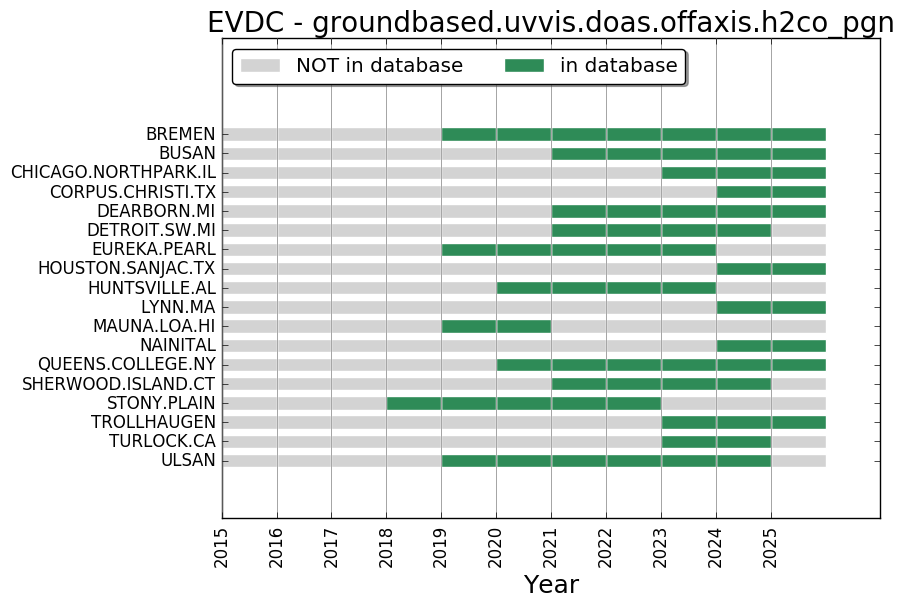 EVDC - groundbased.uvvis.doas.offaxis.h2co_pgn
NOT in database
in database
BREMEN
BUSAN
CHICAGO.NORTHPARK.IL
CORPUS.CHRISTI.TX
DEARBORN.MI
DETROIT.SW.MI
EUREKA.PEARL
HOUSTON.SANJAC.TX
HUNTSVILLE.AL
LYNN.MA
MAUNA.LOA.HI
NAINITAL
QUEENS.COLLEGE.NY
SHERWOOD.ISLAND.CT
STONY.PLAIN
TROLLHAUGEN
TURLOCK.CA
ULSAN
2015
2016
2017
2018
2019
2020
2021
2022
2023
2024
2025
Year